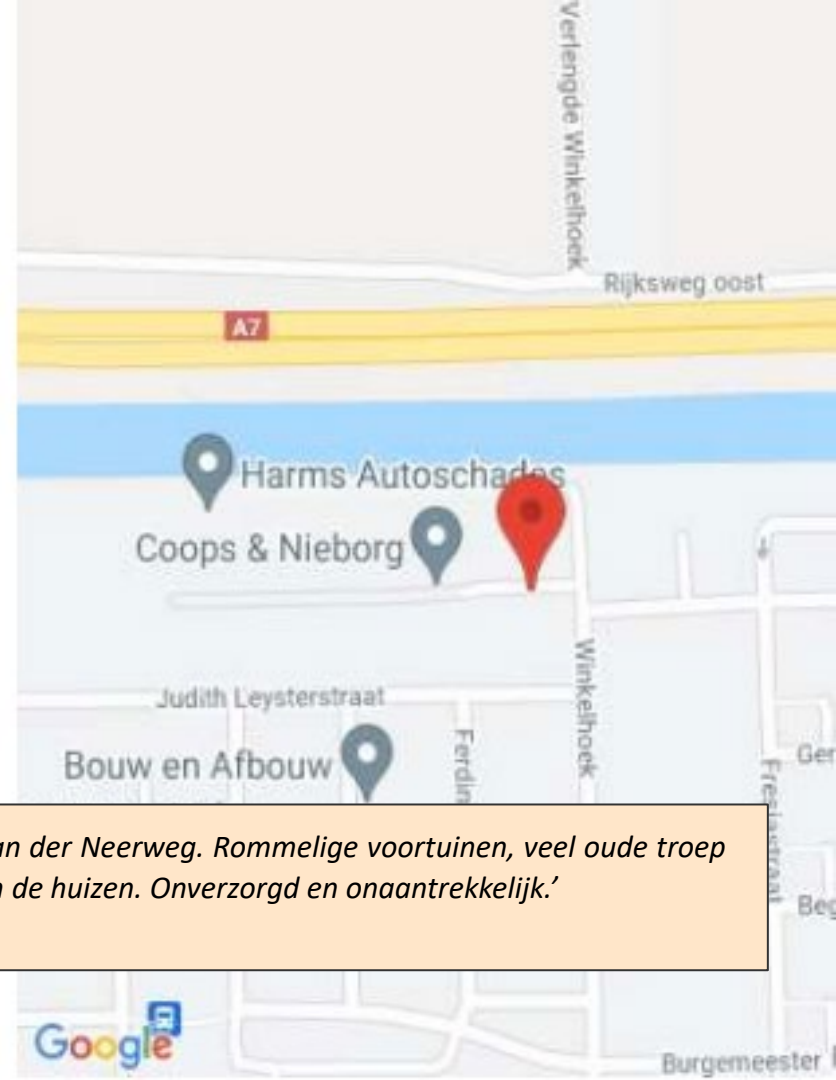 Verlengde Winkelhoek
Rijksweg oost
A7
Harms Autoschades
Coops & Nieborg
Winkelhoek
Judith Leysterstraat
Bouw en Afbouw
Ferdin
Ger
Fresiastraat
an der Neerweg. Rommelige voortuinen, veel oude troep
de huizen. Onverzorgd en onaantrekkelijk.’
Beg
Google
Burgemeester